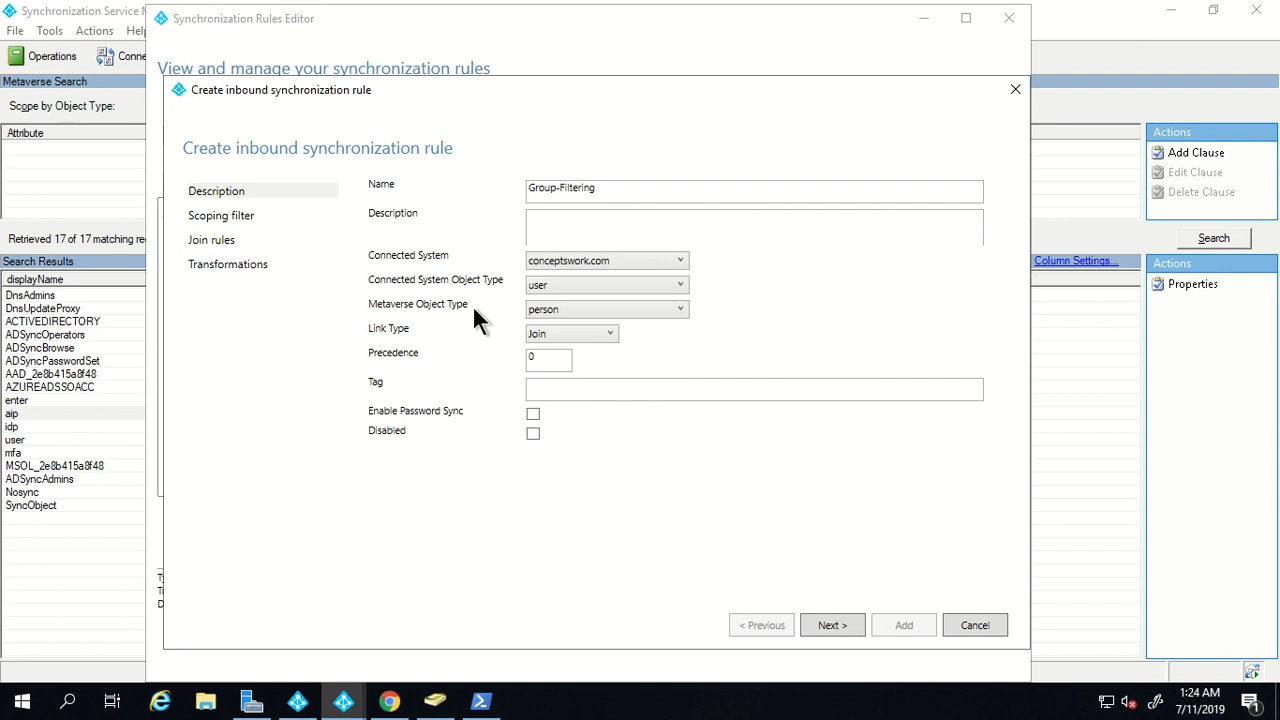 Synchronization Service M
Synchronization Rules Editor
File Tools Actions Help
Operations
Conne
View and manage your synchronization rules
Metaverse Search
Create inbound synchronization rule
Scope by Object Type:
Attribute
Actions
Add Clause
Edit Clause
Delete Clause
Create inbound synchronization rule
Description
Scoping filter
Join rules
Transformations
Name
Group-Filtering
Description
Connected System
conceptswork.com
Connected System Object Type
user
Metaverse Object Type
person
Link Type
Join
Precedence
0
Tag
Enable Password Sync
Disabled
Retrieved 17 of 17 matching re
Search
Search Results
Column Settings...
Actions
Properties
displayName
DnsAdmins
DnsUpdateProxy
ACTIVEDIRECTORY
ADSyncOperators
ADSyncBrowse
ADSyncPasswordSet
AAD_2e8b415a8f48
AZUREADSSOACC
enter
aip
idp
user
mfa
MSOL_2e8b415a8f48
ADSyncAdmins
Nosync
SyncObject
< Previous
Next >
Add
Cancel
1:24 AM
7/11/2019
1